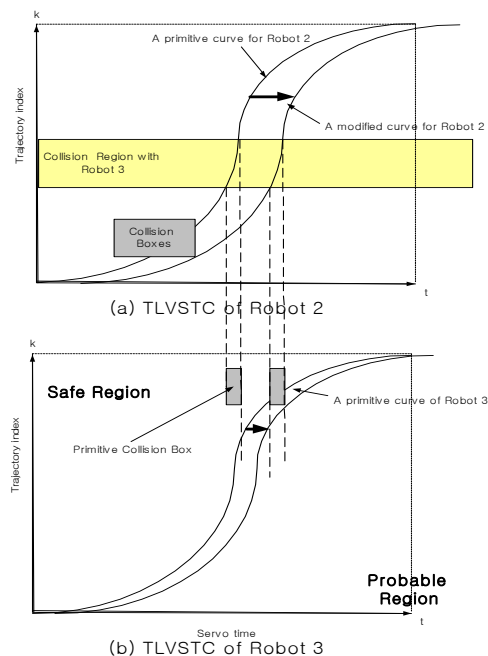 k
A primitive curve for Robot 2
A modified curve for Robot 2
Trajectory Index
Collision Region with
Robot 3
Collision
Boxes
t
(a) TLVSTC of Robot 2
k
Safe Region
A primitive curve of Robot 3
Primitive Collision Box
Trajectory Index
Probable
Region
t
Servo time
(b) TLVSTC of Robot 3